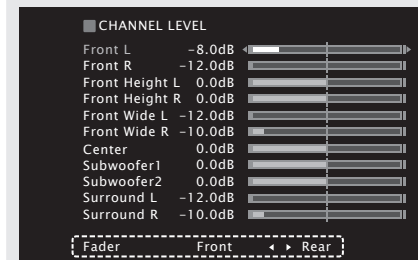 CHANNEL LEVEL
Front L -8.0dB
Front R -12.0dB
Front Height L 0.0dB
Front Height R 0.0dB
Front Wide L -12.0dB
Front Wide R -10.0dB
Center 0.0dB
Subwoofer1 0.0dB
Subwoofer2 0.0dB
Surround L -12.0dB
Surround R -10.0dB
Fader Front Rear